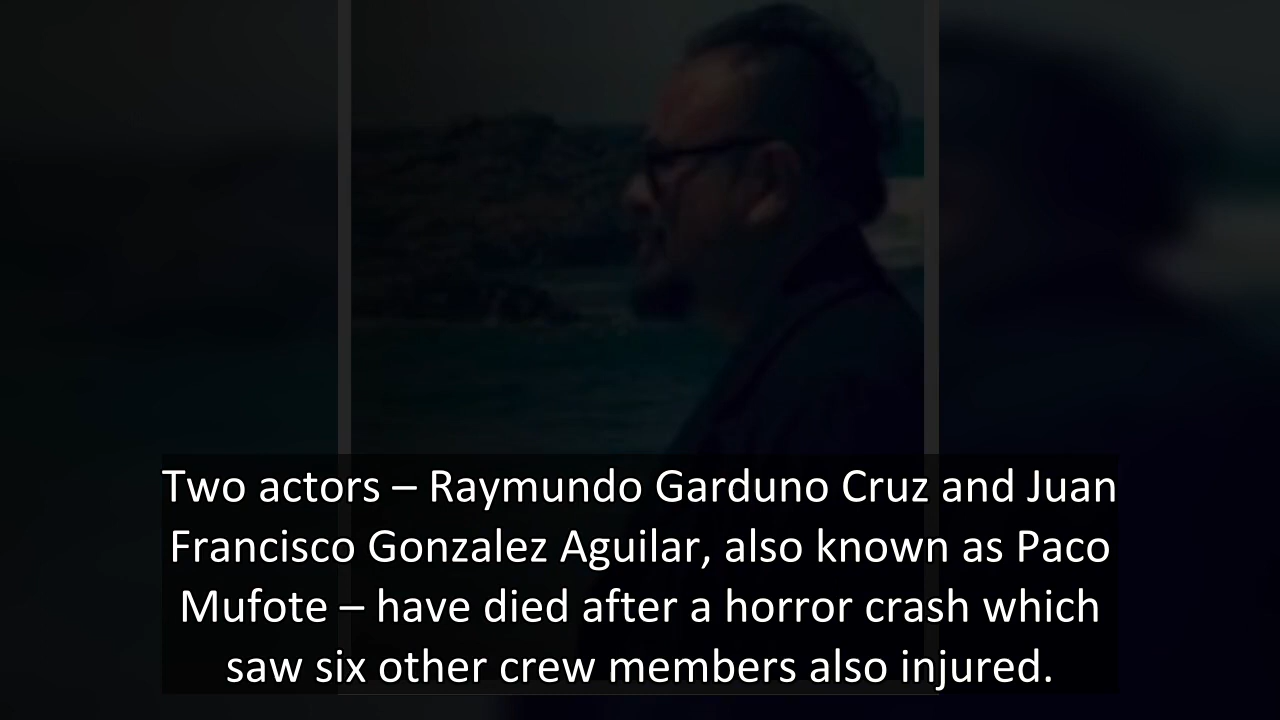 Two actors – Raymundo Garduno Cruz and Juan
Francisco Gonzalez Aguilar, also known as Paco
Mufote – have died after a horror crash which
saw six other crew members also injured.